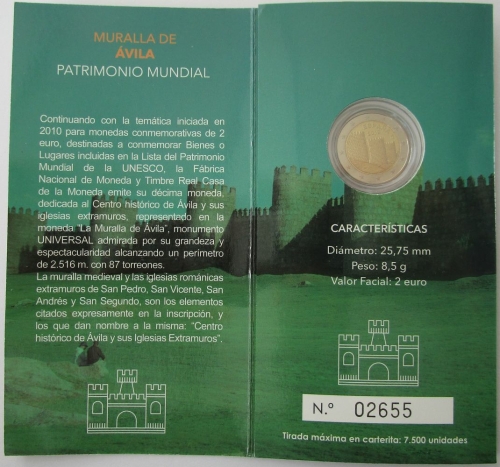 MURALLA DE
ÁVILA
PATRIMONIO MUNDIAL
Continuando con la temática iniciada en
2010 para monedas conmemorativas de 2
euro, destinadas a conmemorar Bienes o
Lugares incluidas en la Lista del Patrimonio
Mundial de la UNESCO, la Fábrica
Nacional de Moneda y Timbre Real Casa
de la Moneda emite su décima moneda,
dedicada al Centro histórico de Ávila y sus
iglesias extramuros, representado en la
moneda “La Muralla de Ávila”, monumento
UNIVERSAL admirada por su grandeza y
espectacularidad alcanzando un perimetro
de 2.516 m. con 87 torreones.
La muralla medieval y las iglesias románicas
extramuros de San Pedro, San Vicente, San
Andrés y San Segundo, son los elementos
citados expresamente en la inscripción, y
los que dan nombre a la misma: “Centro
histórico de Ávila y sus Iglesias Extramuros”.
CARACTERÍSTICAS
Diámetro: 25,75 mm
Peso: 8,5 g
Valor Facial: 2 euro
N.º 02655
Tirada máxima en carterita: 7.500 unidades